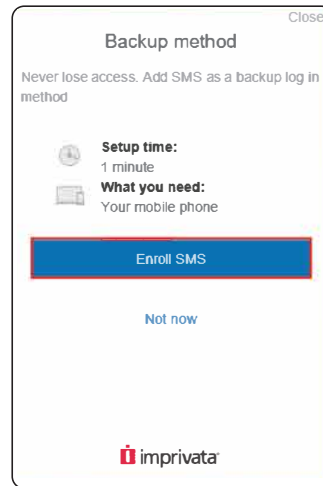 Close
Backup method
Never lose access. Add SMS as a backup log in
method
Setup time:
1 minute
What you need:
Your mobile phone
Enroll SMS
Not now
imprivata